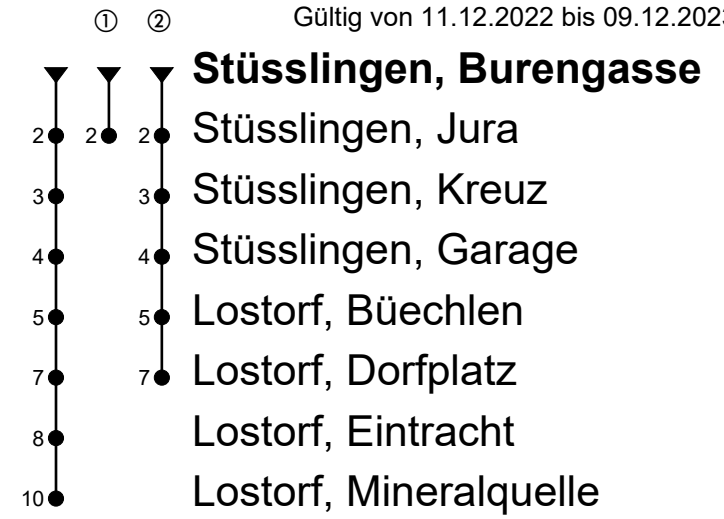 ① ② Gültig von 11.12.2022 bis 09.12.2023
Stüsslingen, Burengasse
2 2 2 Stüsslingen, Jura
3 3 Stüsslingen, Kreuz
4 4 Stüsslingen, Garage
5 5 Lostorf, Büechlen
7 7 Lostorf, Dorfplatz
8 Lostorf, Eintracht
10 Lostorf, Mineralquelle